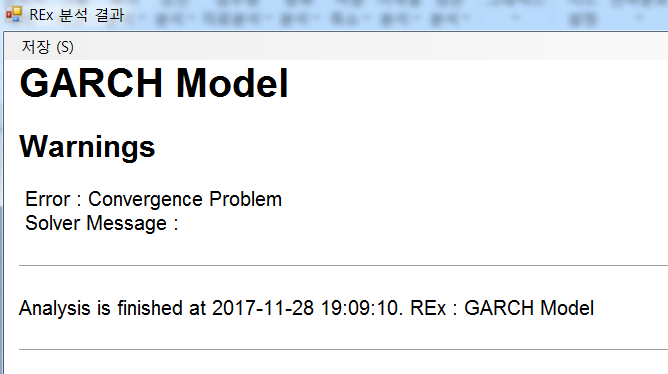 REx 분석 결과
저장 (S)
GARCH Model
Warnings
Error : Convergence Problem
Solver Message :
Analysis is finished at 2017-11-28 19:09:10. REx : GARCH Model